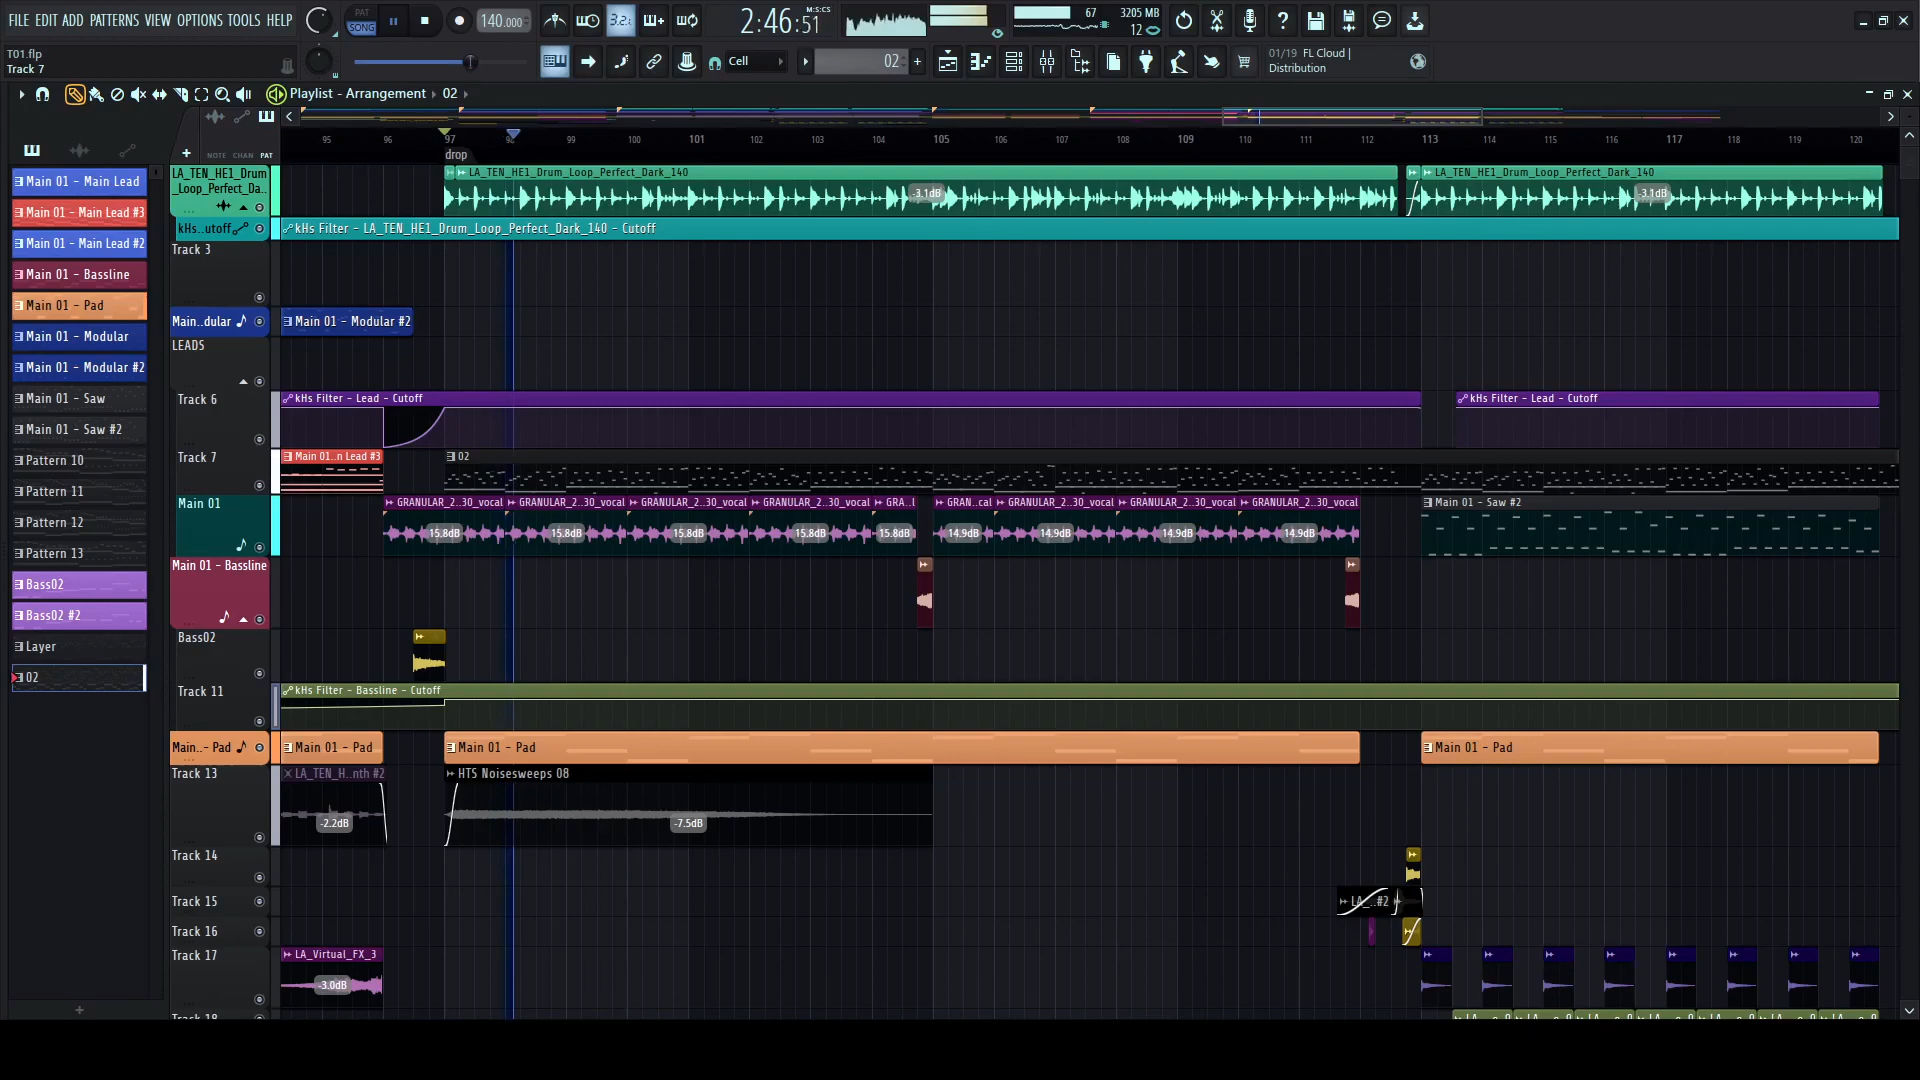 FILE EDIT ADD PATTERNS VIEW OPTIONS TOOLS HELP
PAT
SONG
140.000
3.2.
2:46:51
M:S:CS
67
3205 MB
12
T01.flp
Track 7
Cell
02
01/19 FL Cloud |
Distribution
Playlist - Arrangement
02
NOTE CHAN PAT
95 96 97 98 99 100 101 102 103 104 105 106 107 108 109 110 111 112 113 114 115 116 117 118 119 120
drop
Main 01 - Main Lead
Main 01 - Main Lead #3
Main 01 - Main Lead #2
Main 01 - Bassline
Main 01 - Pad
Main 01 - Modular
Main 01 - Modular #2
Main 01 - Saw
Main 01 - Saw #2
Pattern 10
Pattern 11
Pattern 12
Pattern 13
Bass02
Bass02 #2
Layer
02
LA_TEN_HE1_Drum
_Loop_Perfect_Da..
LA_TEN_HE1_Drum_Loop_Perfect_Dark_140
-3.1dB
LA_TEN_HE1_Drum_Loop_Perfect_Dark_140
-3.1dB
kHs..utoff
kHs Filter - LA_TEN_HE1_Drum_Loop_Perfect_Dark_140 - Cutoff
Track 3
Main..dular
Main 01 - Modular #2
LEADS
Track 6
kHs Filter - Lead - Cutoff
kHs Filter - Lead - Cutoff
Track 7
Main 01..n Lead #3
02
Main 01
GRANULAR_2..30_vocal
GRANULAR_2..30_vocal
GRANULAR_2..30_vocal
GRANULAR_2..30_vocal
GRA..l
GRAN..cal
GRANULAR_2..30_vocal
GRANULAR_2..30_vocal
GRANULAR_2..30_vocal
Main 01 - Saw #2
15.8dB
15.8dB
15.8dB
15.8dB
15.8dB
14.9dB
14.9dB
14.9dB
14.9dB
Main 01 - Bassline
Bass02
Track 11
kHs Filter - Bassline - Cutoff
Main..- Pad
Main 01 - Pad
Main 01 - Pad
Main 01 - Pad
Track 13
LA_TEN_H..nth #2
-2.2dB
HTS Noisesweeps 08
-7.5dB
Track 14
Track 15
LA_..#2
Track 16
Track 17
LA_Virtual_FX_3
-3.0dB
Track 18